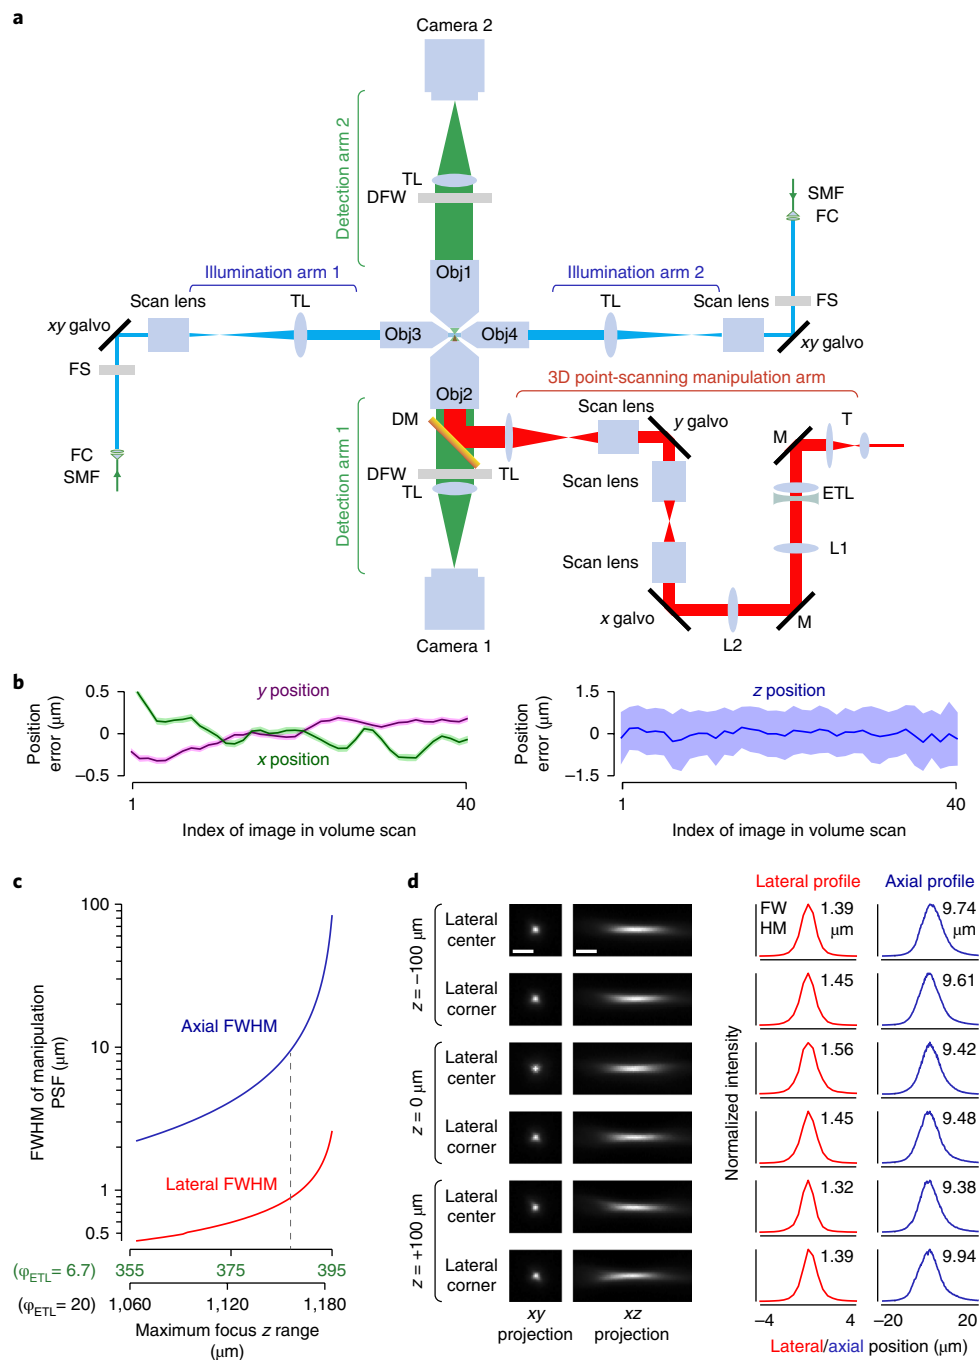 a
Camera 2
Detection arm 2
TL
DFW
SMF
FC
Illumination arm 1
Obj1
Illumination arm 2
Scan lens
TL
TL
Scan lens
FS
xy galvo
Obj3
Obj4
xy galvo
FS
3D point-scanning manipulation arm
Obj2
Scan lens
T
DM
y galvo
M
FC
SMF
Detection arm 1
DFW
TL
TL
Scan lens
ETL
Scan lens
L1
x galvo
M
Camera 1
L2
b
Position error (μm)
0.5
0
−0.5
y position
x position
1
40
Index of image in volume scan
Position error (μm)
1.5
0
−1.5
z position
1
40
Index of image in volume scan
c
FWHM of manipulation PSF (μm)
100
10
1
0.5
Axial FWHM
Lateral FWHM
(φETL = 6.7)
355
375
395
(φETL = 20)
1,060
1,120
1,180
Maximum focus z range
(μm)
d
Lateral profile
Axial profile
z = −100 μm
Lateral center
FW HM
1.39 μm
9.74 μm
Lateral corner
1.45
9.61
z = 0 μm
Lateral center
1.56
9.42
Lateral corner
1.45
9.48
z = +100 μm
Lateral center
1.32
9.38
Lateral corner
1.39
9.94
Normalized intensity
xy projection
xz projection
−4
4
−20
20
Lateral/axial position (μm)